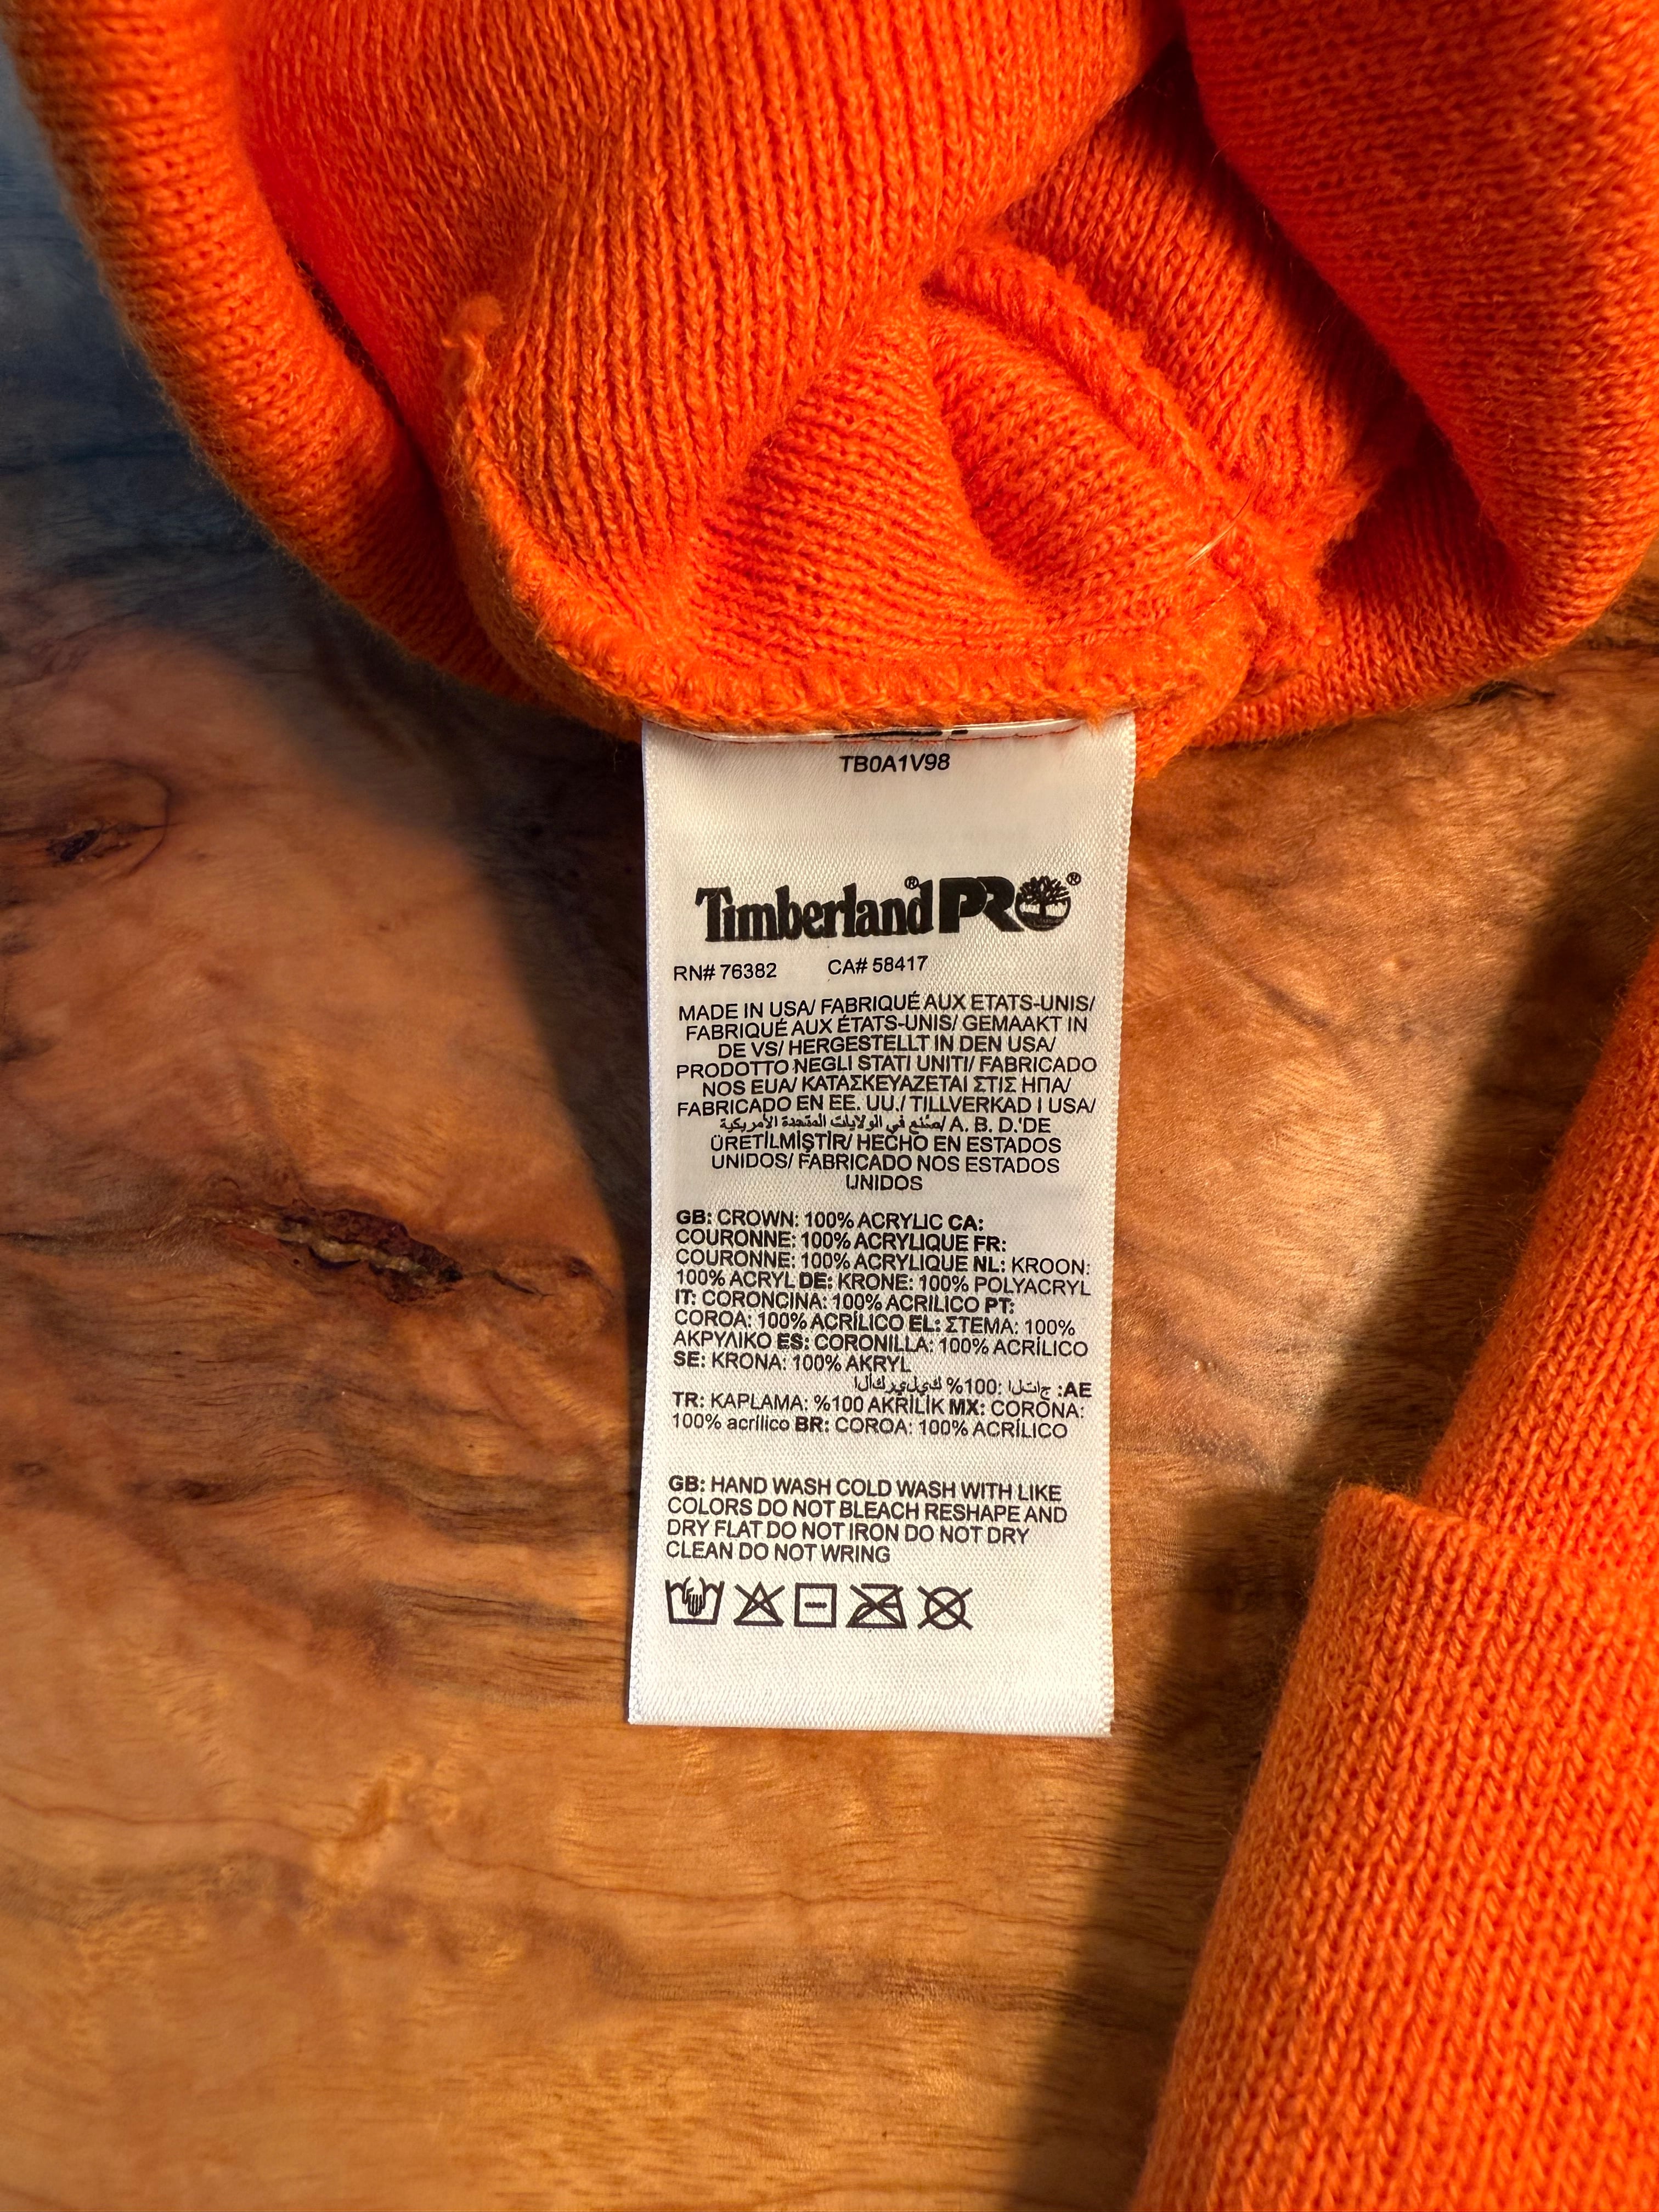 TB0A1V98
Timberland® PRO®
RN# 76382 CA# 58417
MADE IN USA/ FABRIQUÉ AUX ETATS-UNIS/
FABRIQUÉ AUX ÉTATS-UNIS/ GEMAAKT IN
DE VS/ HERGESTELLT IN DEN USA/
PRODOTTO NEGLI STATI UNITI/ FABRICADO
NOS EUA/ ΚΑΤΑΣΚΕΥΑΖΕΤΑΙ ΣΤΙΣ ΗΠΑ/
FABRICADO EN EE. UU./ TILLVERKAD I USA/
صُنع في الولايات المتحدة الأمريكية/ A. B. D.'DE
ÜRETİLMİŞTİR/ HECHO EN ESTADOS
UNIDOS/ FABRICADO NOS ESTADOS
UNIDOS
GB: CROWN: 100% ACRYLIC CA:
COURONNE: 100% ACRYLIQUE FR:
COURONNE: 100% ACRYLIQUE NL: KROON:
100% ACRYL DE: KRONE: 100% POLYACRYL
IT: CORONCINA: 100% ACRILICO PT:
COROA: 100% ACRÍLICO EL: ΣΤΕΜΑ: 100%
ΑΚΡΥΛΙΚΟ ES: CORONILLA: 100% ACRÍLICO
SE: KRONA: 100% AKRYL
AE: جاتلا: 100% كيليركألا
TR: KAPLAMA: %100 AKRİLİK MX: CORONA:
100% acrílico BR: COROA: 100% ACRÍLICO
GB: HAND WASH COLD WASH WITH LIKE
COLORS DO NOT BLEACH RESHAPE AND
DRY FLAT DO NOT IRON DO NOT DRY
CLEAN DO NOT WRING